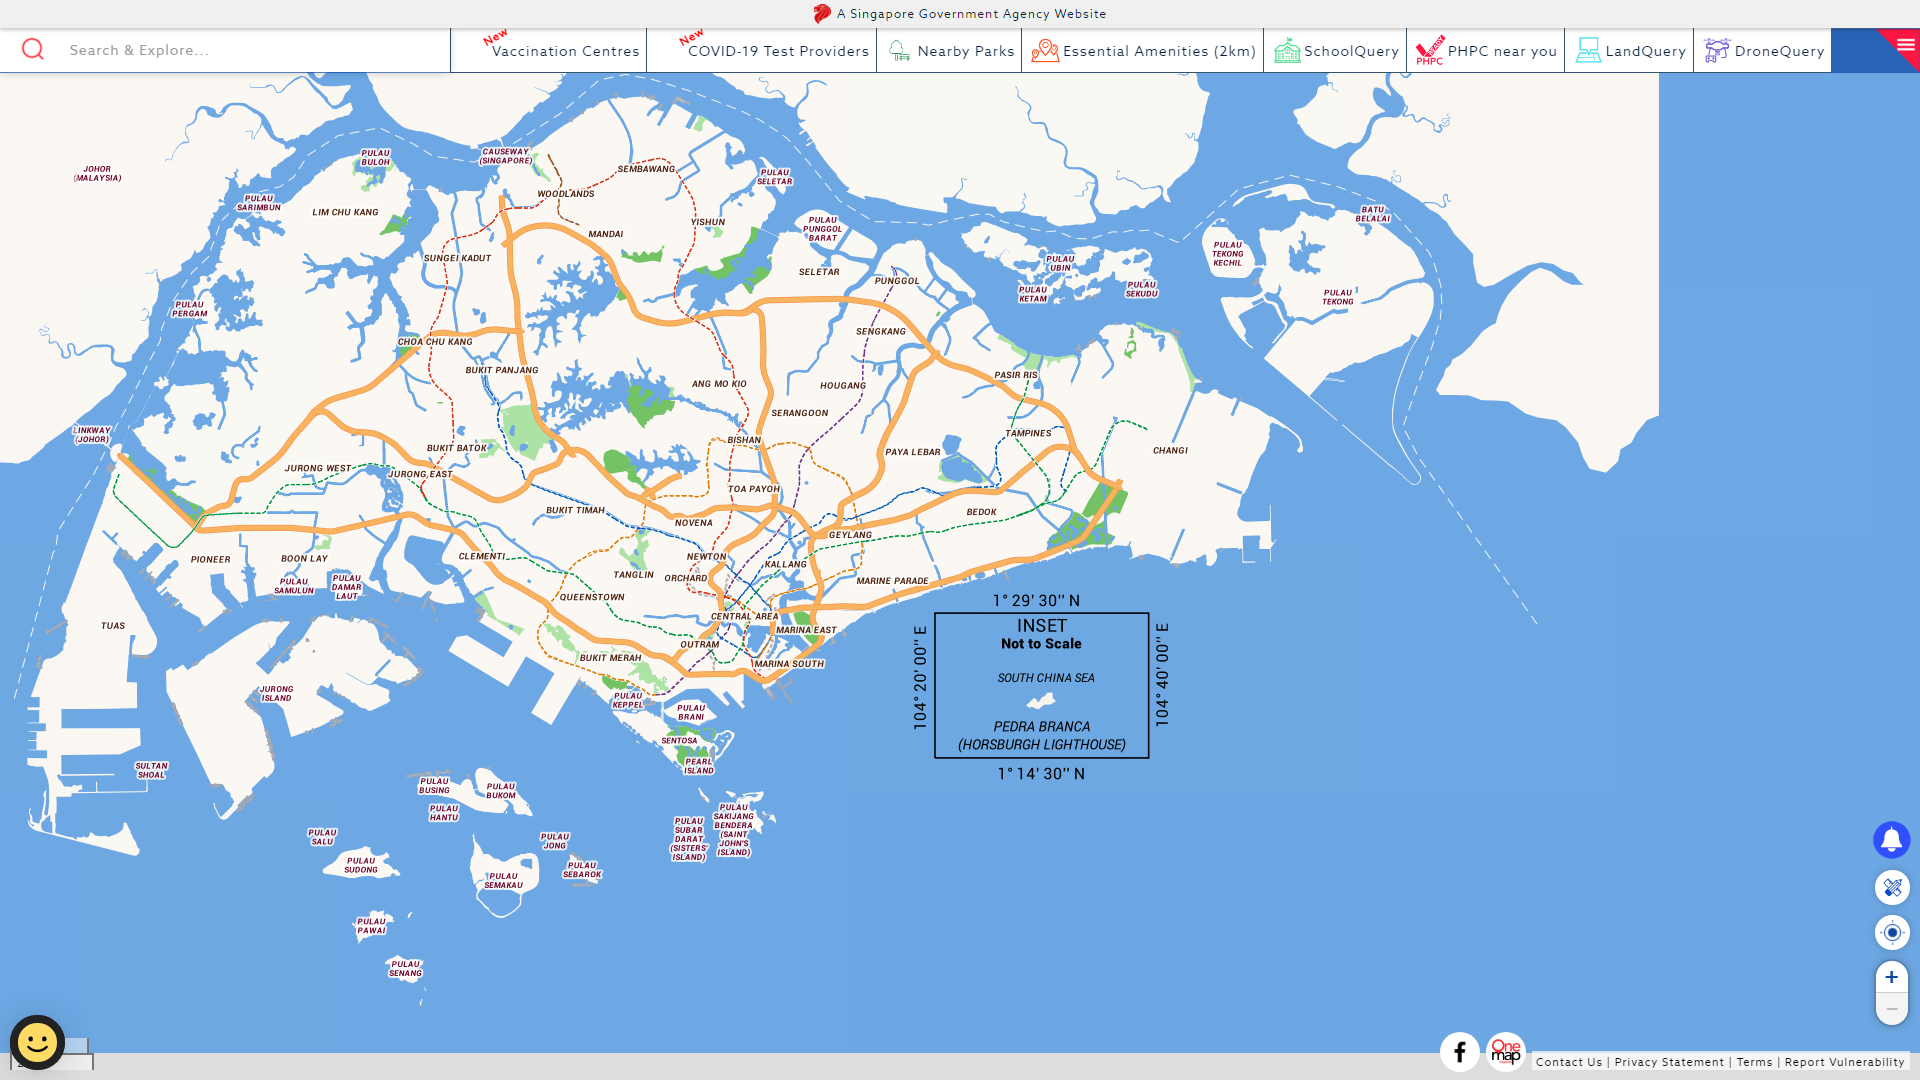 A Singapore Government Agency Website
Search & Explore...
New
Vaccination Centres
New
COVID-19 Test Providers
Nearby Parks
Essential Amenities (2km)
SchoolQuery
READY
PHPC
PHPC near you
LandQuery
DroneQuery
JOHOR
(MALAYSIA)
PULAU
BULOH
CAUSEWAY
(SINGAPORE)
SEMBAWANG
PULAU
SELETAR
WOODLANDS
PULAU
SARIMBUN
LIM CHU KANG
YISHUN
MANDAI
PULAU
PUNGGOL
BARAT
BATU
BELALAI
SUNGEI KADUT
SELETAR
PUNGGOL
PULAU
UBIN
PULAU
KETAM
PULAU
SEKUDU
PULAU
TEKONG
KECHIL
PULAU
TEKONG
PULAU
PERGAM
CHOA CHU KANG
SENGKANG
BUKIT PANJANG
ANG MO KIO
HOUGANG
PASIR RIS
SERANGOON
LINKWAY
(JOHOR)
BUKIT BATOK
BISHAN
PAYA LEBAR
TAMPINES
CHANGI
JURONG WEST
JURONG EAST
TOA PAYOH
BUKIT TIMAH
NOVENA
BEDOK
GEYLANG
PIONEER
BOON LAY
CLEMENTI
NEWTON
KALLANG
TANGLIN
ORCHARD
MARINE PARADE
PULAU
SAMULUN
PULAU
DAMAR
LAUT
QUEENSTOWN
CENTRAL AREA
TUAS
MARINA EAST
OUTRAM
BUKIT MERAH
MARINA SOUTH
1° 29' 30'' N
INSET
Not to Scale
104° 20' 00'' E
104° 40' 00'' E
SOUTH CHINA SEA
PEDRA BRANCA
(HORSBURGH LIGHTHOUSE)
1° 14' 30'' N
JURONG
ISLAND
PULAU
KEPPEL
PULAU
BRANI
SENTOSA
PEARL
ISLAND
SULTAN
SHOAL
PULAU
BUSING
PULAU
BUKOM
PULAU
HANTU
PULAU
SUBAR
DARAT
(SISTERS'
ISLAND)
PULAU
SAKIJANG
BENDERA
(SAINT
JOHN'S
ISLAND)
PULAU
SALU
PULAU
JONG
PULAU
SUDONG
PULAU
SEMAKAU
PULAU
SEBAROK
PULAU
PAWAI
PULAU
SENANG
One
map
Contact Us | Privacy Statement | Terms | Report Vulnerability